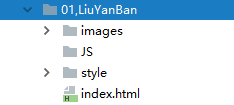 01,LiuYanBan
images
JS
style
index.html